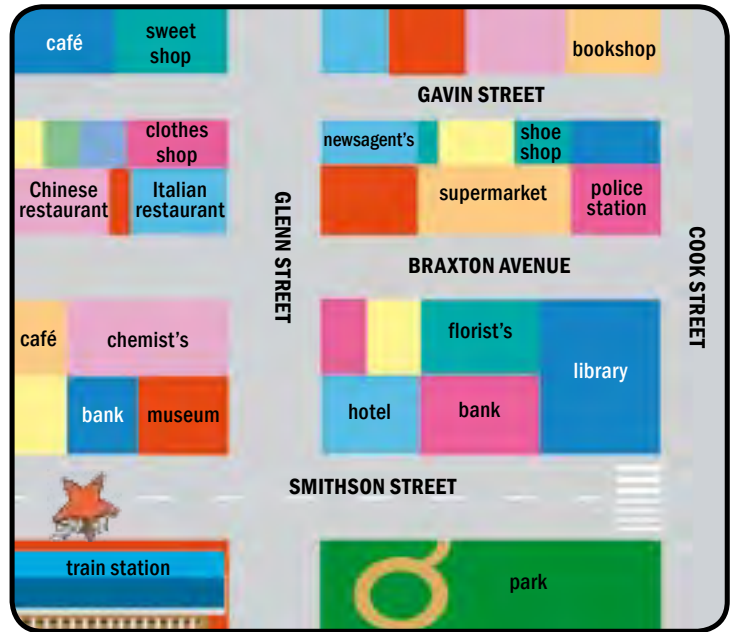 café
sweet
shop
bookshop
GAVIN STREET
clothes
shop
newsagent's
shoe
shop
Chinese
restaurant
Italian
restaurant
supermarket
police
station
GLENN STREET
BRAXTON AVENUE
COOK STREET
café
chemist's
florist's
library
bank
museum
hotel
bank
SMITHSON STREET
train station
park